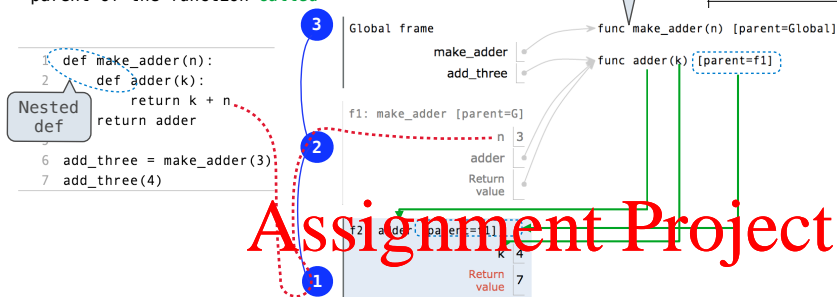 parent of the function called
3
Global frame
func make_adder(n) [parent=Global]
make_adder
add_three
func adder(k) [parent=f1]
1 def make_adder(n):
2 def adder(k):
return k + n
return adder
Nested
def
6 add_three = make_adder(3)
7 add_three(4)
f1: make_adder [parent=G]
n 3
2
adder
Return
value
Assignment Project
f2: adder [parent=f1]
k 4
1
Return
value
7